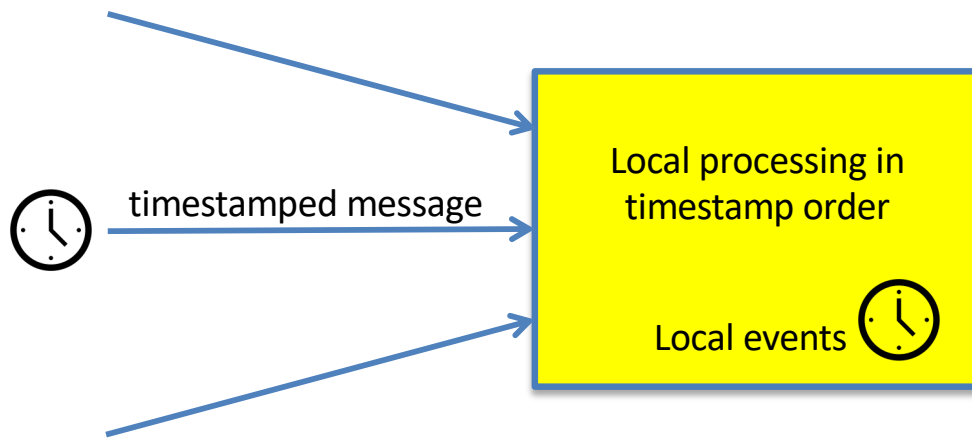 timestamped message
Local processing in
timestamp order
Local events